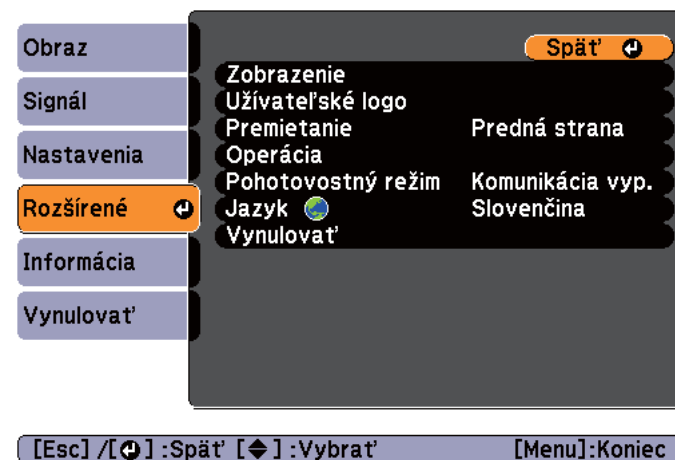 Obraz
Signál
Nastavenia
Rozšírené
Informácia
Vynulovať
Späť
Zobrazenie
Užívateľské logo
Premietanie Predná strana
Operácia
Pohotovostný režim Komunikácia vyp.
Jazyk Slovenčina
Vynulovať
[Esc] /[ ] :Späť [ ] :Vybrať [Menu]:Koniec